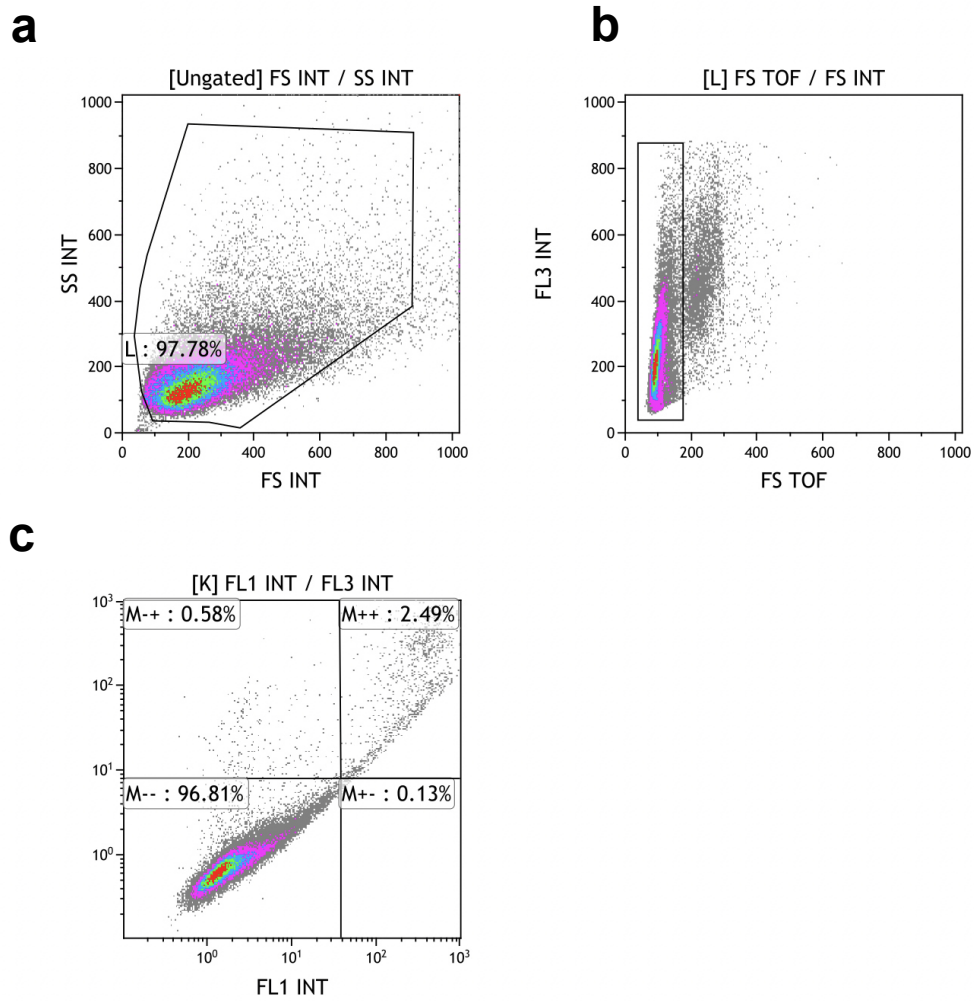 a
[Ungated] FS INT / SS INT
1000
800
600
400
200
0
SS INT
L : 97.78%
0 200 400 600 800 1000
FS INT
b
[L] FS TOF / FS INT
1000
800
600
400
200
0
FL3 INT
0 200 400 600 800 1000
FS TOF
c
[K] FL1 INT / FL3 INT
10³
10²
10¹
10⁰
FL3 INT
M-+ : 0.58%
M++ : 2.49%
M-- : 96.81%
M+- : 0.13%
10⁰ 10¹ 10² 10³
FL1 INT